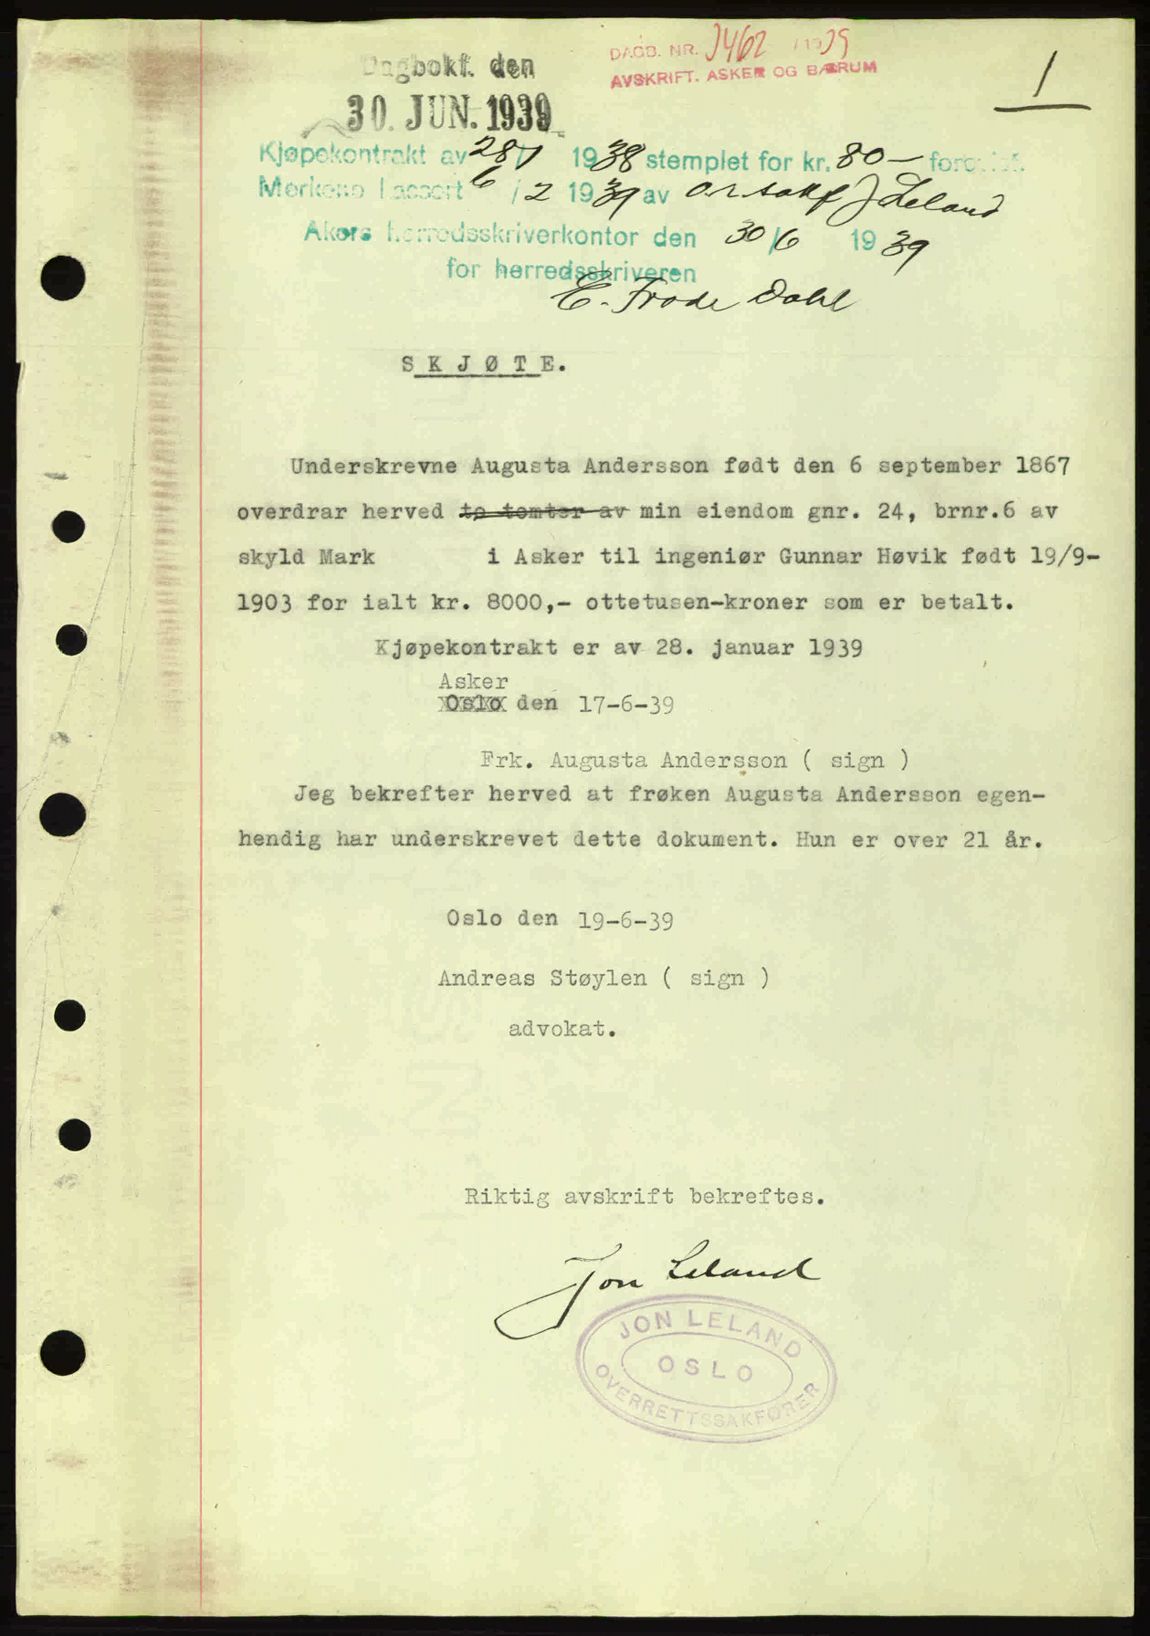 Dagbokf. den
30. JUN. 1939
DAGB. NR. 3462 /1939
AVSKRIFT. ASKER OG BÆRUM
1
Kjøpekontrakt av 28/1 1938 stemplet for kr. 80 —
Merkene kassert 6/2 1939 av o.r.sakf J Leland
Akers herredsskriverkontor den 30/6 1939
for herredsskriveren
E. Frode Dahl
SKJØTE.
Underskrevne Augusta Andersson født den 6 september 1867
overdrar herved to tomter av min eiendom gnr. 24, brnr.6 av
skyld Mark i Asker til ingeniør Gunnar Høvik født 19/9-
1903 for ialt kr. 8000,- ottetusen-kroner som er betalt.
Kjøpekontrakt er av 28. januar 1939
Asker
Oslo den 17-6-39
Frk. Augusta Andersson ( sign )
Jeg bekrefter herved at frøken Augusta Andersson egen-
hendig har underskrevet dette dokument. Hun er over 21 år.
Oslo den 19-6-39
Andreas Støylen ( sign )
advokat.
Riktig avskrift bekreftes.
Jon Leland
JON LELAND
OSLO
OVERRETTSSAKFØRER